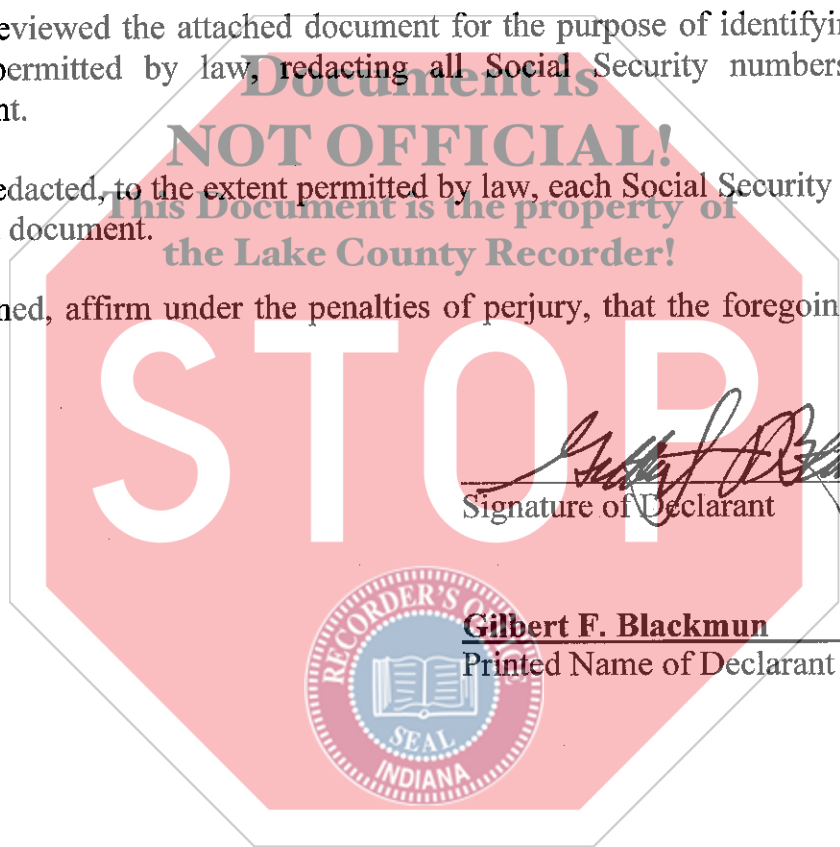 eviewed the attached document for the purpose of identifyin
permitted by law, redacting all Social Security numbers
Document is
nt.
NOT OFFICIAL!
edacted, to the extent permitted by law, each Social Security
This Document is the property of
document.
the Lake County Recorder!
ned, affirm under the penalties of perjury, that the foregoin
STOP
Signature of Declarant
RECORDER'S OFFICE
Gilbert F. Blackmun
Printed Name of Declarant
SEAL
INDIANA